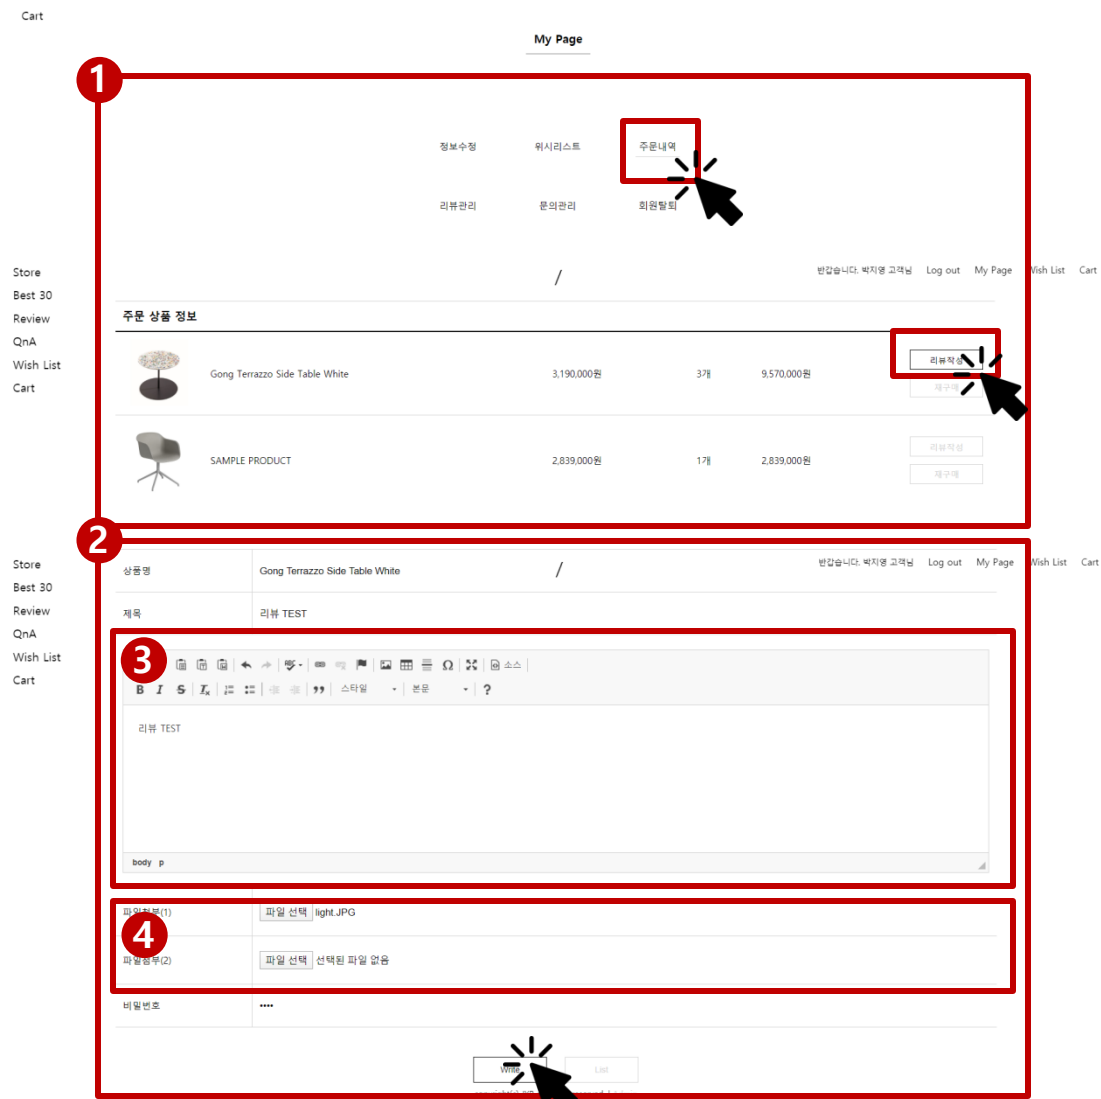 Cart
My Page
1
정보수정 위시리스트 주문내역
리뷰관리 문의관리 회원탈퇴
Store
Best 30
Review
QnA
Wish List
Cart
/
반갑습니다. 박지영 고객님 Log out My Page Wish List Cart
주문 상품 정보
Gong Terrazzo Side Table White 3,190,000원 3개 9,570,000원 리뷰작성
재구매
SAMPLE PRODUCT 2,839,000원 1개 2,839,000원 리뷰작성
재구매
2
Store
Best 30
Review
QnA
Wish List
Cart
상품명 Gong Terrazzo Side Table White / 반갑습니다. 박지영 고객님 Log out My Page Wish List Cart
제목 리뷰 TEST
3
소스
B I S Tx 스타일 본문 ?
리뷰 TEST
body p
파일첨부(1) 파일 선택 light.JPG
4
파일첨부(2) 파일 선택 선택된 파일 없음
비밀번호 ••••
Write List